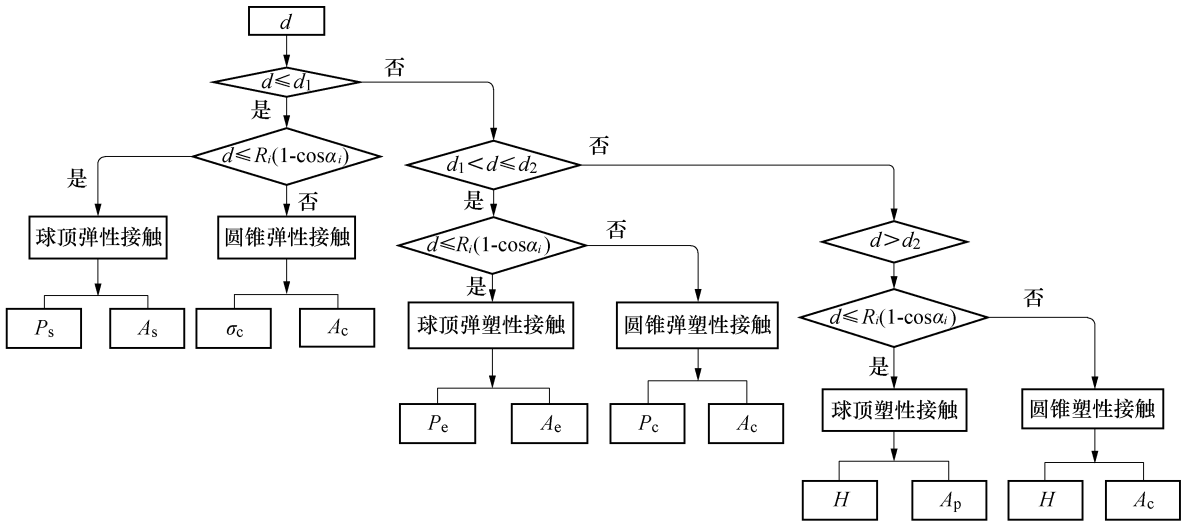 d
d≤d₁
否
是
d≤Rᵢ(1-cosαᵢ)
是
否
球顶弹性接触
圆锥弹性接触
Pₛ
Aₛ
σc
Ac
d₁<d≤d₂
否
是
d≤Rᵢ(1-cosαᵢ)
否
是
球顶弹塑性接触
圆锥弹塑性接触
Pₑ
Aₑ
Pc
Ac
d>d₂
d≤Rᵢ(1-cosαᵢ)
否
是
球顶塑性接触
圆锥塑性接触
H
Aₚ
H
Ac